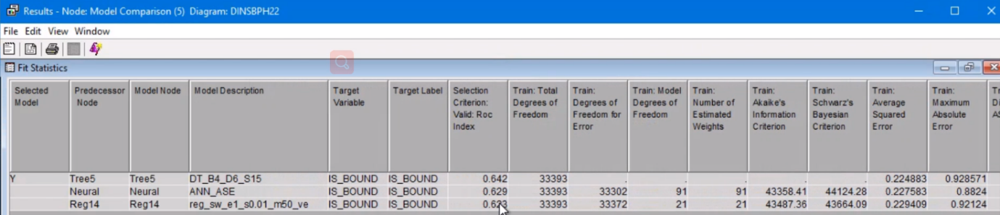 Results - Node: Model Comparison (5) Diagram: DINSBPH22
File Edit View Window
Fit Statistics
Selected Model Predecessor Node Model Node Model Description Target Variable Target Label Selection Criterion: Valid: Roc Index Train: Total Degrees of Freedom Train: Degrees of Freedom for Error Train: Model Degrees of Freedom Train: Number of Estimated Weights Train: Akaike's Information Criterion Train: Schwarz's Bayesian Criterion Train: Average Squared Error Train: Maximum Absolute Error
Y Tree5 Tree5 DT_B4_D6_S15 IS_BOUND IS_BOUND 0.642 33393 . . . . . 0.224883 0.928571
Neural Neural ANN_ASE IS_BOUND IS_BOUND 0.629 33393 33302 91 91 43358.41 44124.28 0.227583 0.8824
Reg14 Reg14 reg_sw_e1_s0.01_m50_ve IS_BOUND IS_BOUND 0.623 33393 33372 21 21 43487.36 43664.09 0.229409 0.92124